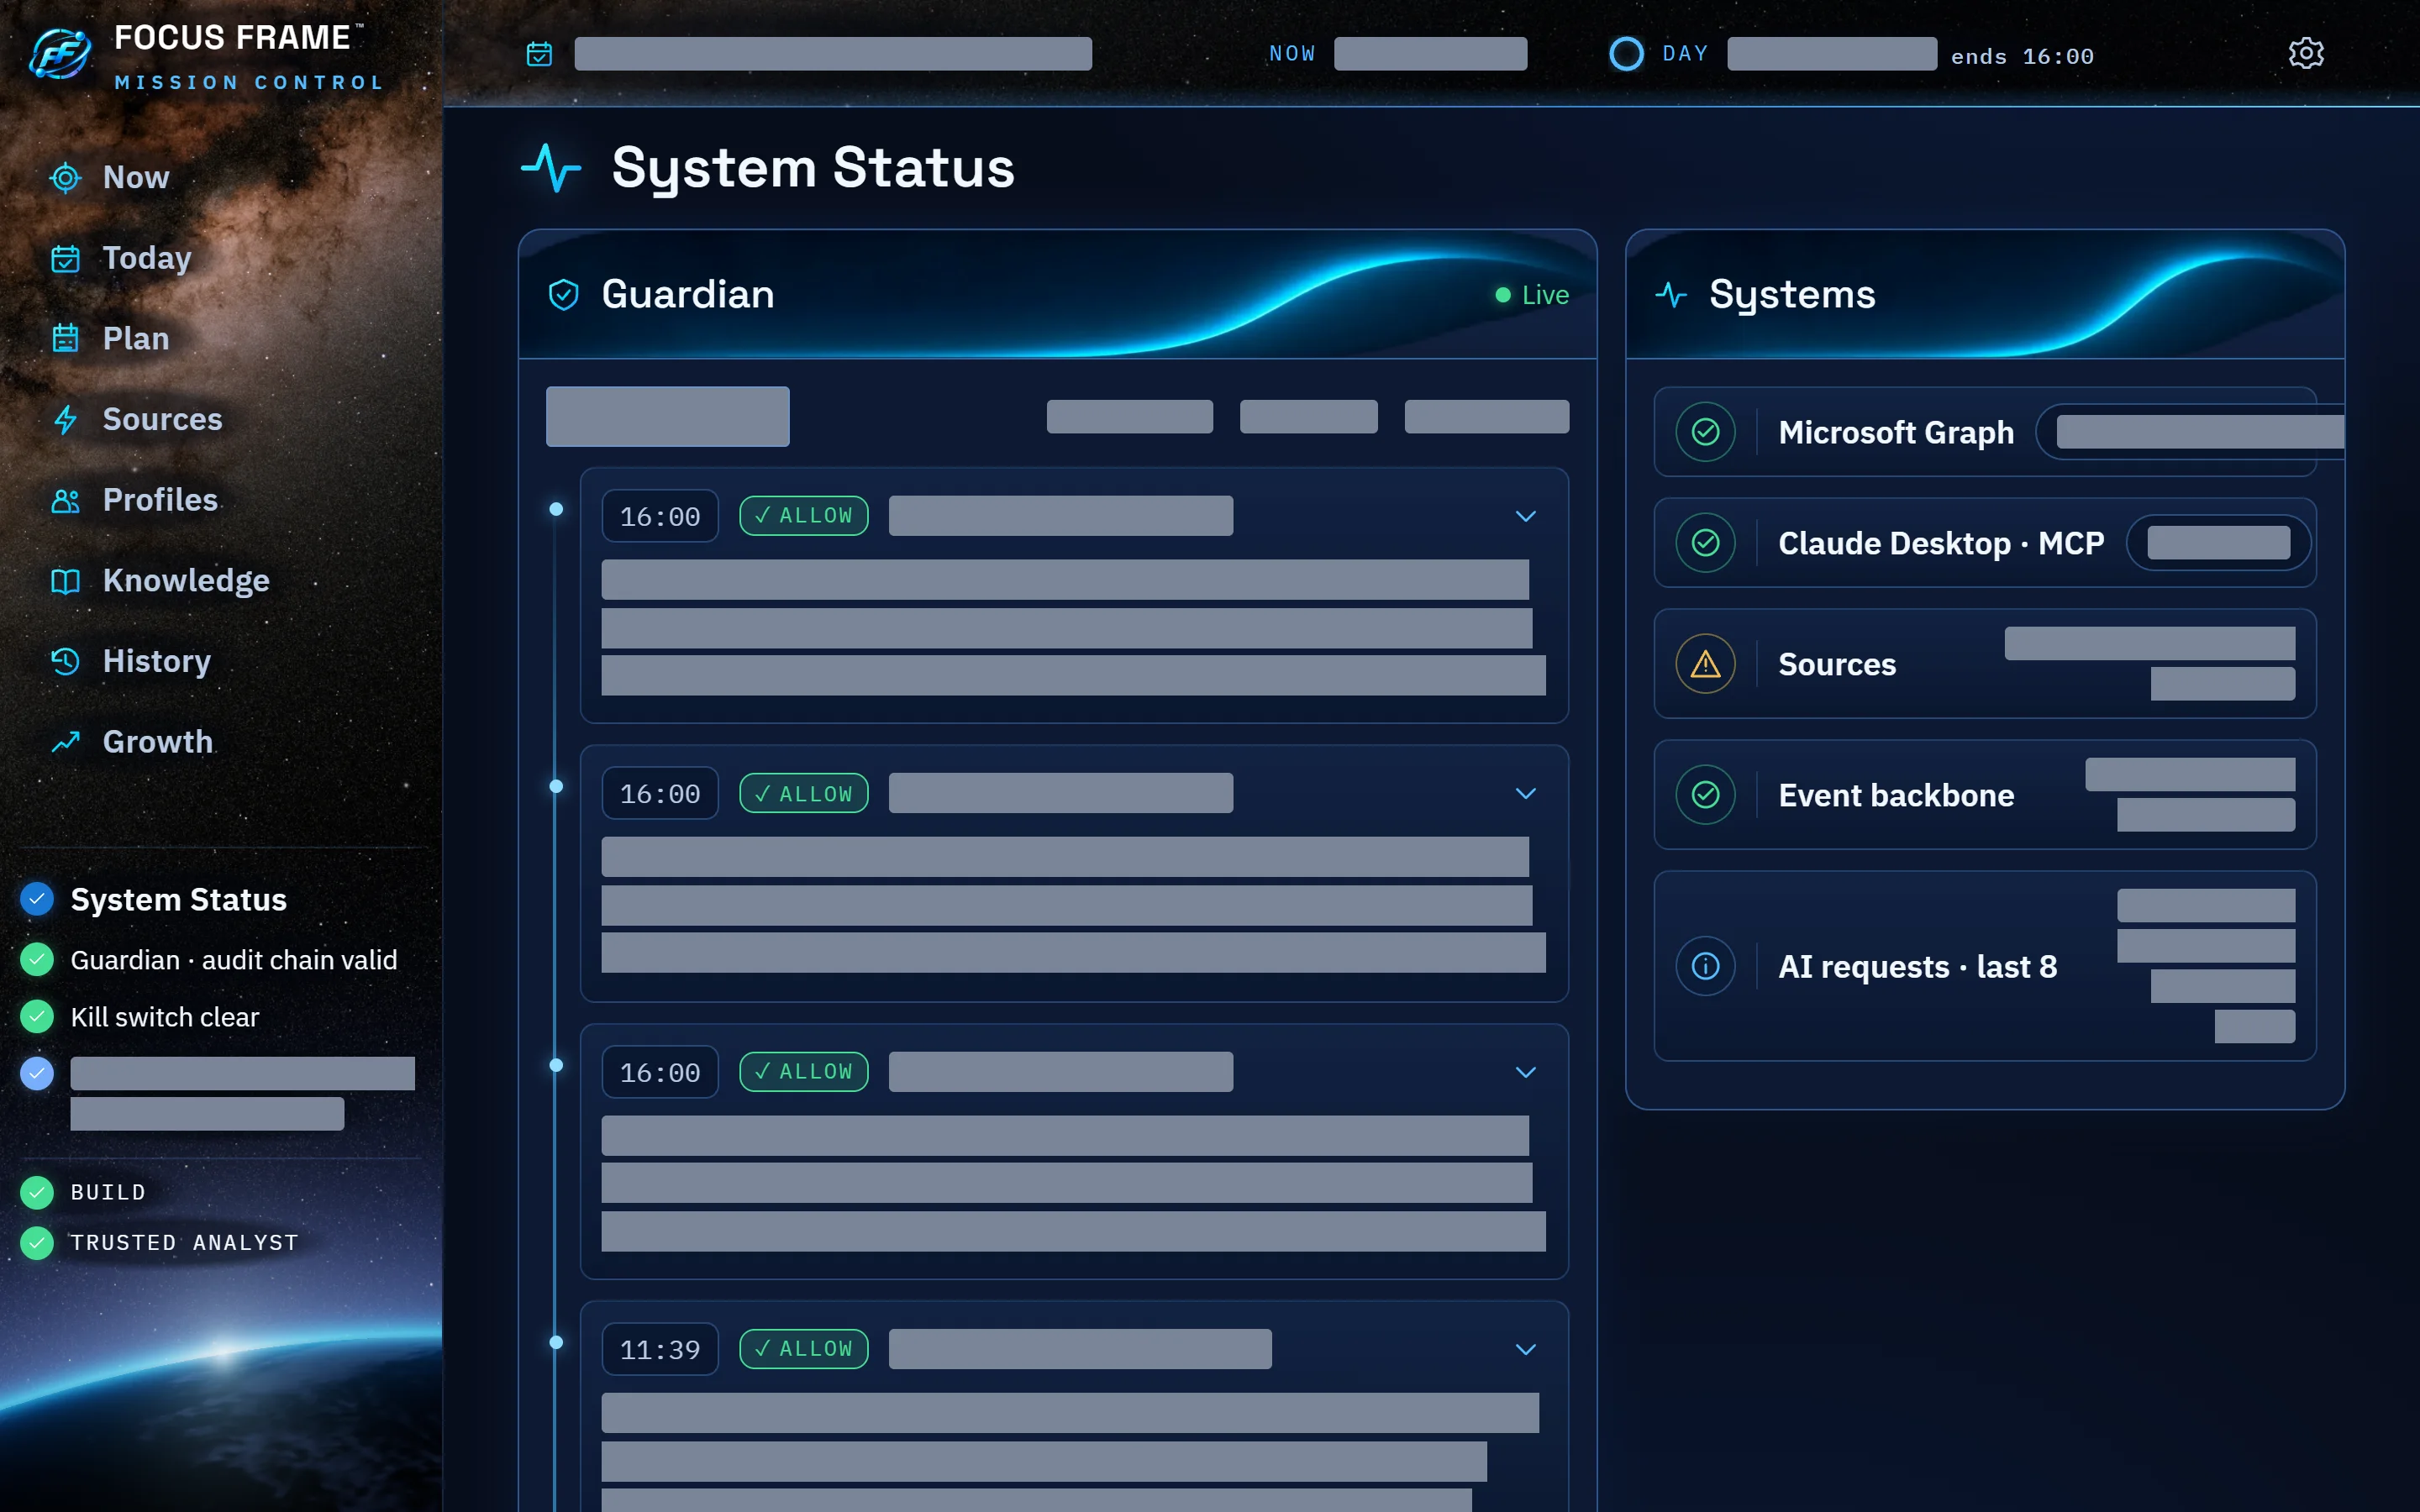 FOCUS FRAME™
MISSION CONTROL
Now
Today
Plan
Sources
Profiles
Knowledge
History
Growth
System Status
Guardian · audit chain valid
Kill switch clear
BUILD
TRUSTED ANALYST
NOW
DAY
ends 16:00
System Status
Guardian
Live
16:00 ✓ ALLOW
16:00 ✓ ALLOW
16:00 ✓ ALLOW
11:39 ✓ ALLOW
Systems
Microsoft Graph
Claude Desktop · MCP
Sources
Event backbone
AI requests · last 8